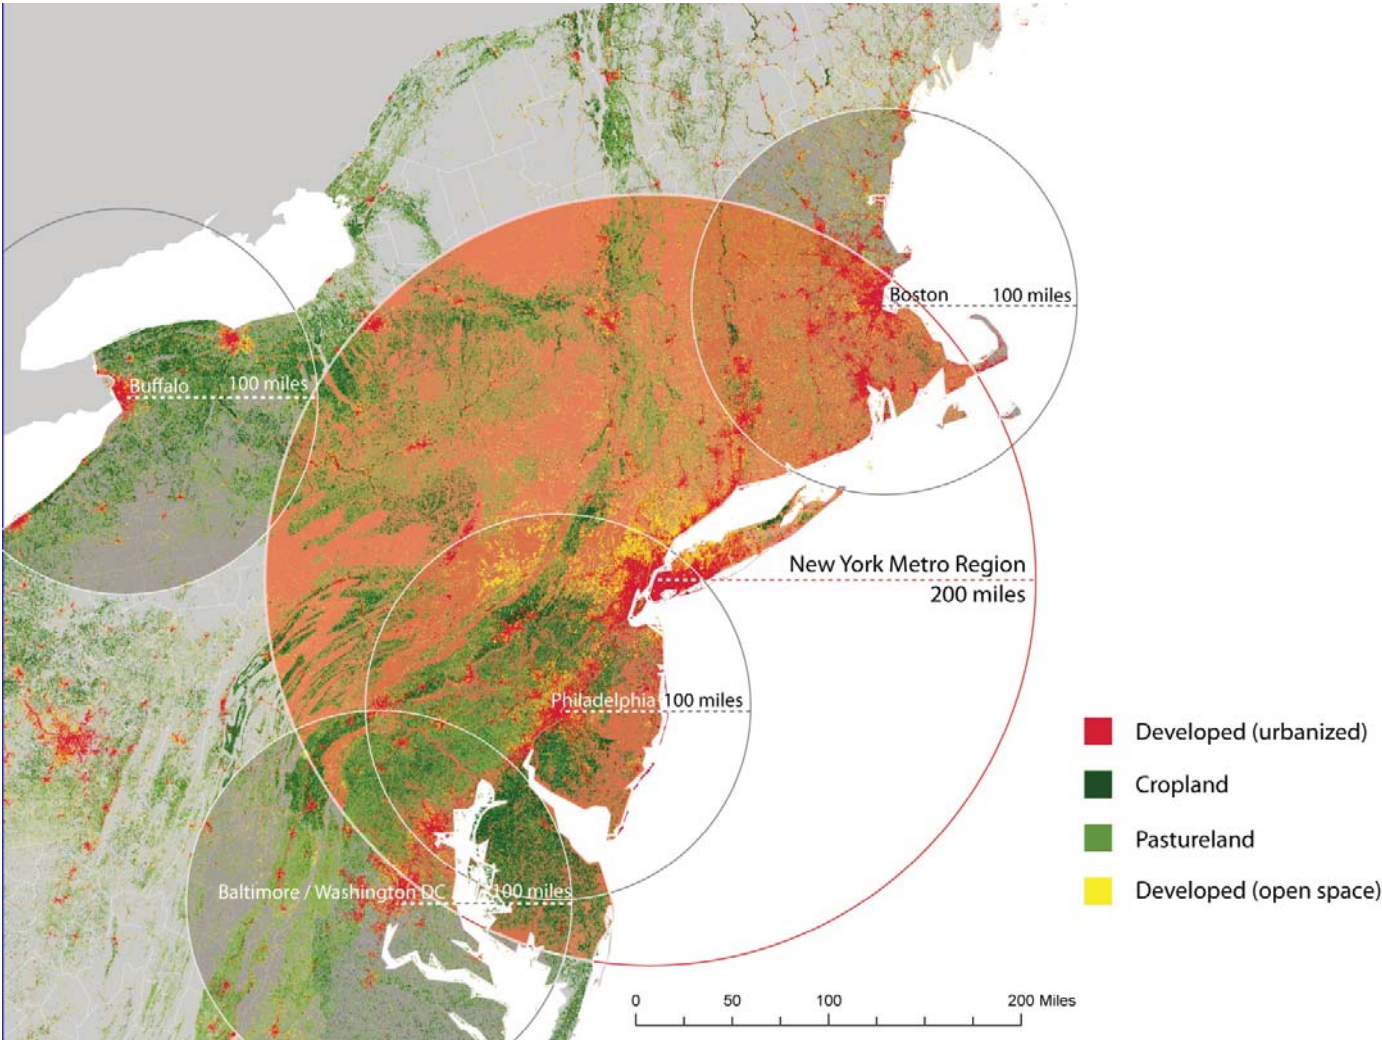 Boston 100 miles
Buffalo 100 miles
New York Metro Region
200 miles
Philadelphia 100 miles
Developed (urbanized)
Cropland
Pastureland
Developed (open space)
Baltimore / Washington DC 100 miles
0 50 100 200 Miles